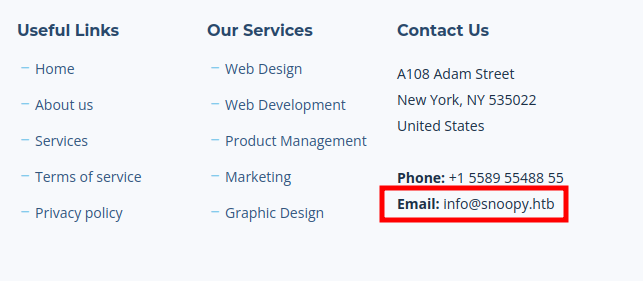 Useful Links
Home
About us
Services
Terms of service
Privacy policy
Our Services
Web Design
Web Development
Product Management
Marketing
Graphic Design
Contact Us
A108 Adam Street
New York, NY 535022
United States
Phone: +1 5589 55488 55
Email: info@snoopy.htb